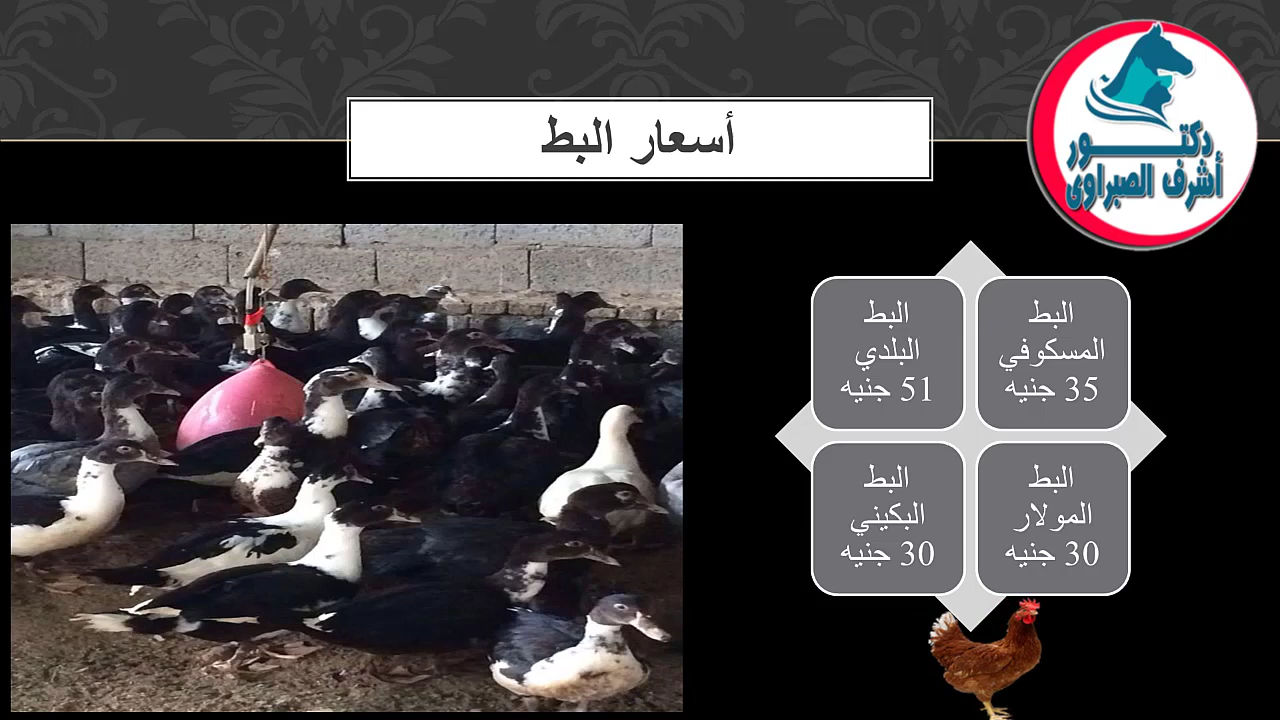 أسعار البط
دكتـــور
أشرف الصبراوى
البط
المسكوفي
35 جنيه
البط
البلدي
51 جنيه
البط
المولار
30 جنيه
البط
البكيني
30 جنيه